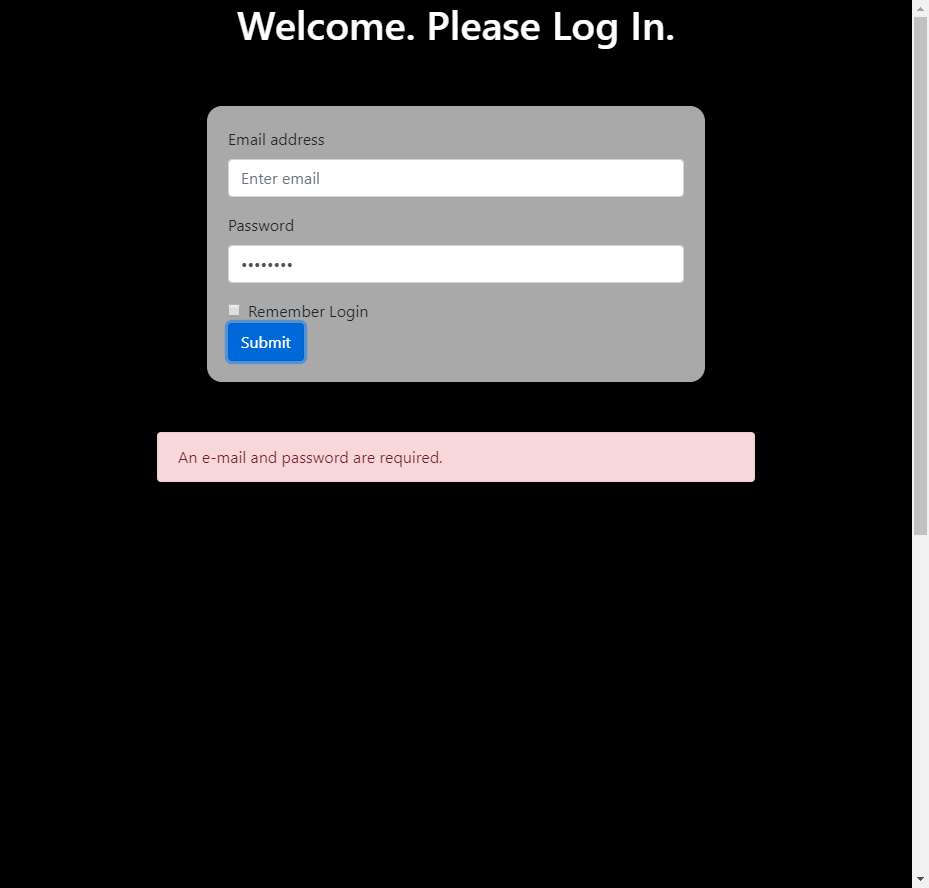 Welcome. Please Log In.
Email address
Enter email
Password
••••••••
Remember Login
Submit
An e-mail and password are required.